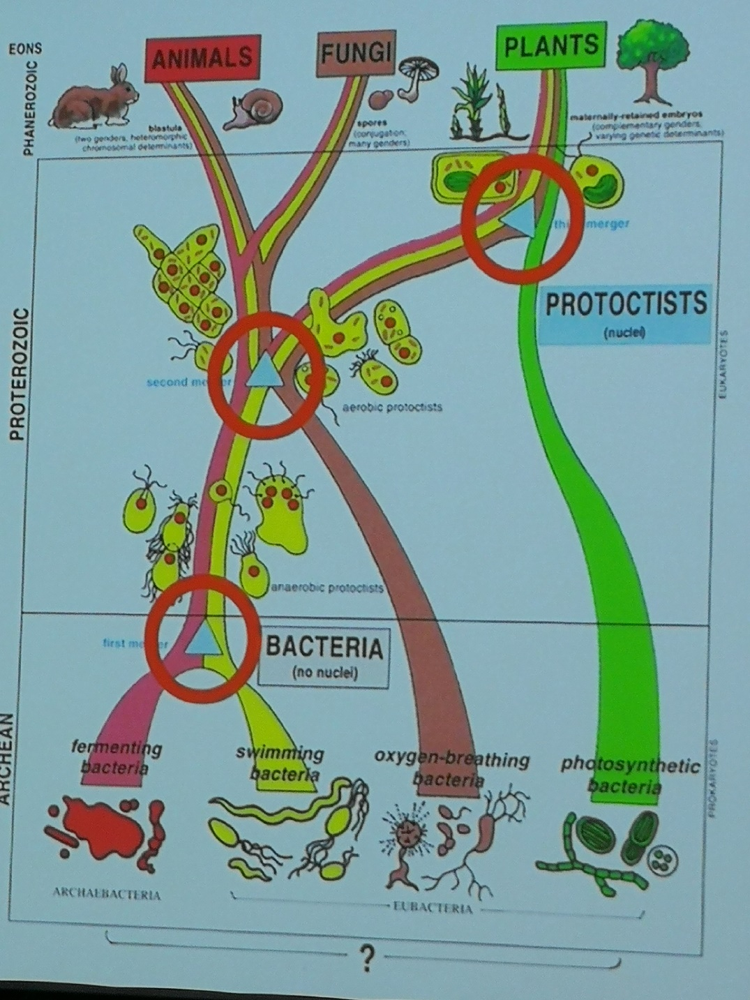 EONS
PHANEROZOIC
ANIMALS
FUNGI
PLANTS
blastula
(two genders, heteromorphic
chromosomal determinants)
spores
(conjugation;
many genders)
maternally-retained embryos
(complementary genders,
varying genetic determinants)
merger
PROTOCTISTS
(nuclei)
PROTEROZOIC
EUKARYOTES
second
aerobic protoctists
anaerobic protoctists
first
BACTERIA
(no nuclei)
ARCHEAN
PROKARYOTES
fermenting
bacteria
swimming
bacteria
oxygen-breathing
bacteria
photosynthetic
bacteria
ARCHAEBACTERIA
EUBACTERIA
?